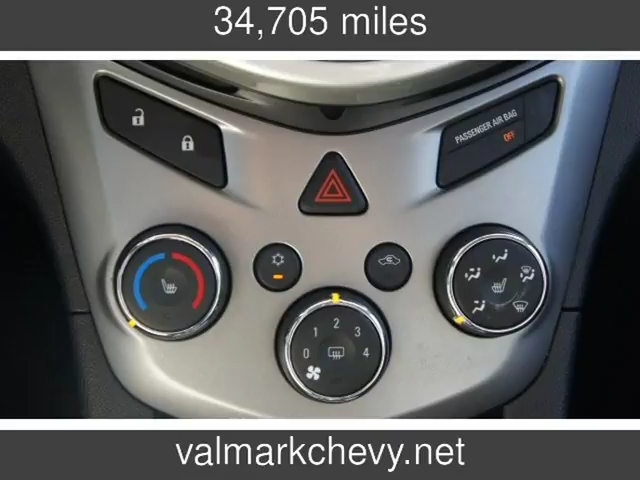 34,705 miles
PASSENGER AIR BAG
OFF
1 2 3
0 4
valmarkchevy.net